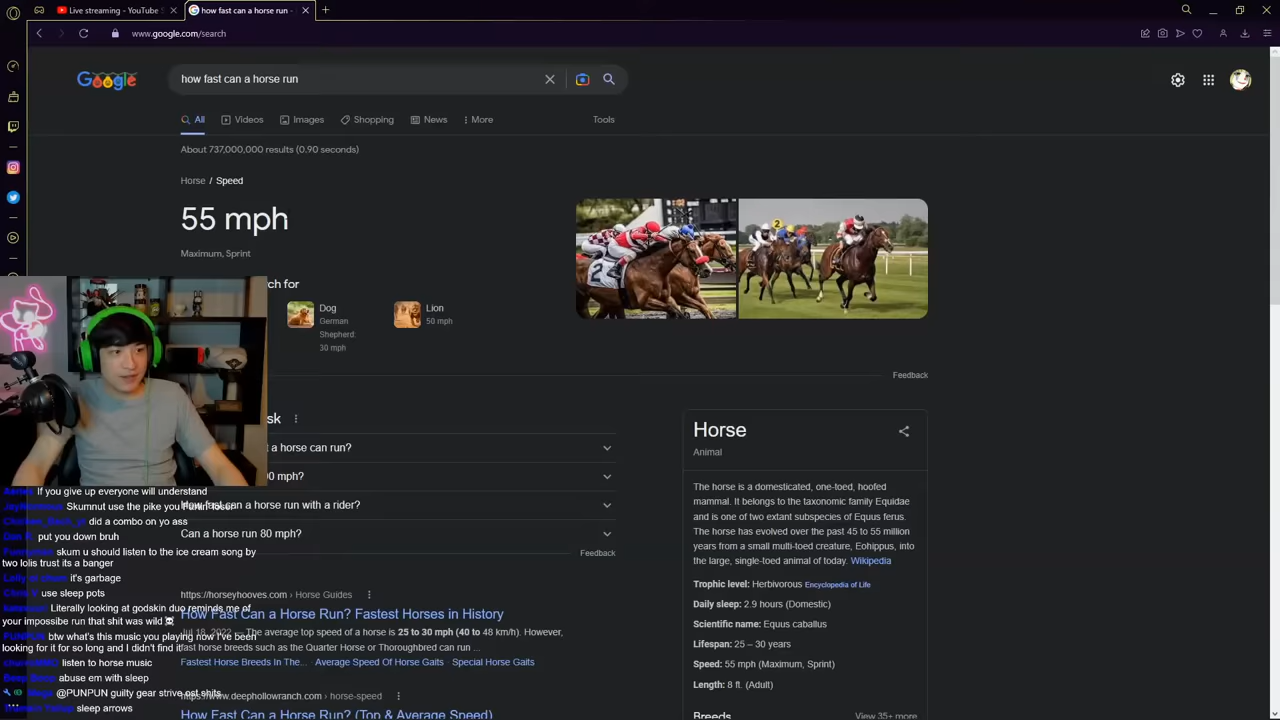 Live streaming - YouTube S
how fast can a horse run -
www.google.com/search
Google
how fast can a horse run
All
Videos
Images
Shopping
News
More
Tools
About 737,000,000 results (0.90 seconds)
Horse / Speed
55 mph
Maximum, Sprint
ch for
Dog
German
Shepherd:
30 mph
Lion
50 mph
2
2
Feedback
sk
a horse can run?
00 mph?
How fast can a horse run with a rider?
Can a horse run 80 mph?
Feedback
https://horseyhooves.com › Horse Guides
How Fast Can a Horse Run? Fastest Horses in History
Jul 18, 2022 — The average top speed of a horse is 25 to 30 mph (40 to 48 km/h). However,
fast horse breeds such as the Quarter Horse or Thoroughbred can run ...
Fastest Horse Breeds In The...
Average Speed Of Horse Gaits
Special Horse Gaits
https://www.deephollowranch.com › horse-speed
How Fast Can a Horse Run? (Top & Average Speed)
Horse
Animal
The horse is a domesticated, one-toed, hoofed
mammal. It belongs to the taxonomic family Equidae
and is one of two extant subspecies of Equus ferus.
The horse has evolved over the past 45 to 55 million
years from a small multi-toed creature, Eohippus, into
the large, single-toed animal of today. Wikipedia
Trophic level: Herbivorous Encyclopedia of Life
Daily sleep: 2.9 hours (Domestic)
Scientific name: Equus caballus
Lifespan: 25 – 30 years
Speed: 55 mph (Maximum, Sprint)
Length: 8 ft. (Adult)
Breeds
View 35+ more
If you give up everyone will understand
Skumnut use the pike you
did a combo on yo ass
put you down bruh
skum u should listen to the ice cream song by
two lolis trust its a banger
it's garbage
use sleep pots
Literally looking at godskin duo reminds me of
your impossibe run that shit was wild
PUNPUN btw what's this music you playing now I've been
looking for it for so long and I didn't find it
listen to horse music
abuse em with sleep
@PUNPUN guilty gear strive est shits
sleep arrows